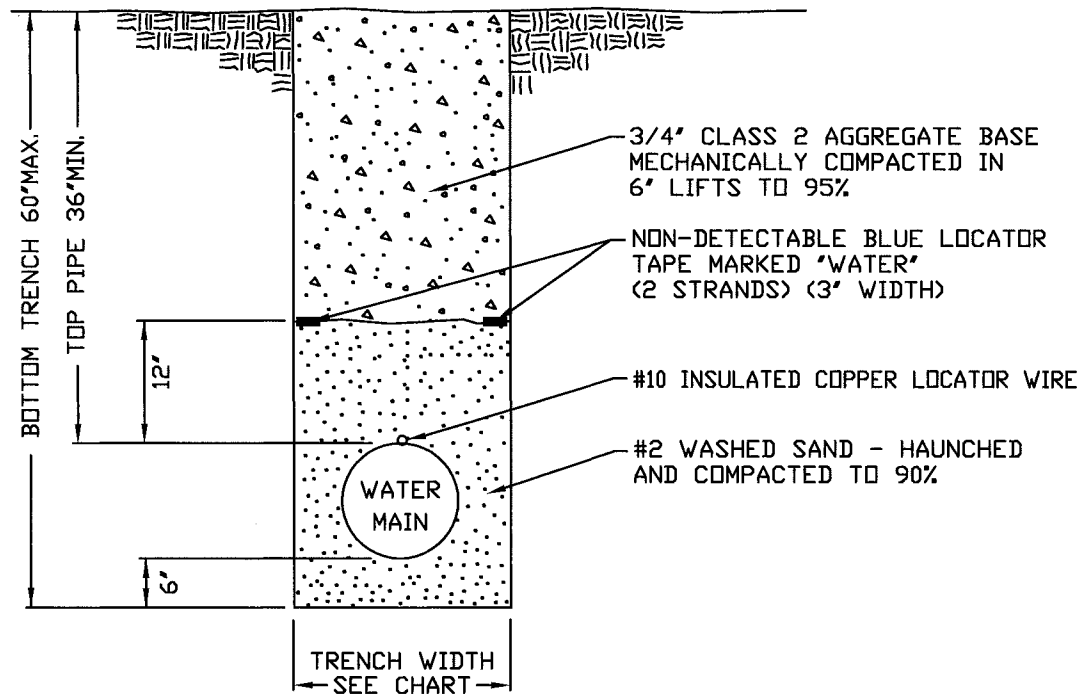 BOTTOM TRENCH 60"MAX.
TOP PIPE 36"MIN.
12"
6"
3/4" CLASS 2 AGGREGATE BASE
MECHANICALLY COMPACTED IN
6" LIFTS TO 95%
NON-DETECTABLE BLUE LOCATOR
TAPE MARKED "WATER"
(2 STRANDS) (3" WIDTH)
#10 INSULATED COPPER LOCATOR WIRE
#2 WASHED SAND - HAUNCHED
AND COMPACTED TO 90%
WATER
MAIN
TRENCH WIDTH
SEE CHART